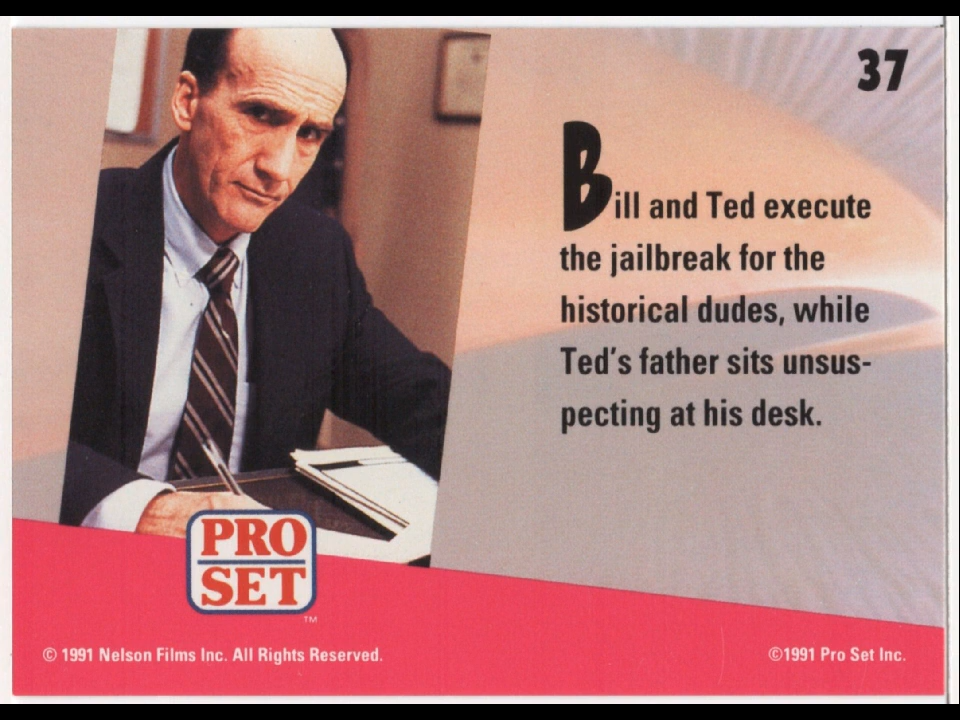 37
Bill and Ted execute
the jailbreak for the
historical dudes, while
Ted's father sits unsus-
pecting at his desk.
PRO
SET
TM
© 1991 Nelson Films Inc. All Rights Reserved.
©1991 Pro Set Inc.